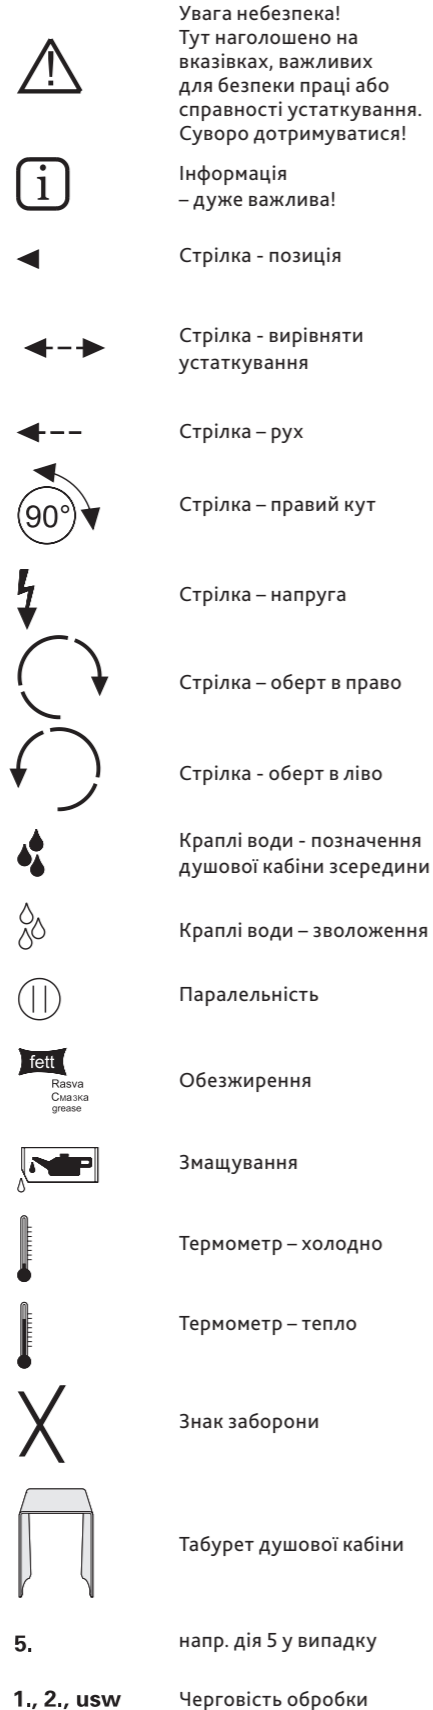 Увага небезпека!
Тут наголошено на
вказівках, важливих
для безпеки праці або
справності устаткування.
Суворо дотримуватися!
i
Інформація
– дуже важлива!
Стрілка - позиція
Стрілка - вирівняти
устаткування
Стрілка – рух
90°
Стрілка – правий кут
Стрілка – напруга
Стрілка – оберт в право
Стрілка - оберт в ліво
Краплі води - позначення
душової кабіни зсередини
Краплі води – зволоження
Паралельність
fett
Rasva
Смазка
grease
Обезжирення
Змащування
Термометр – холодно
Термометр – тепло
Знак заборони
Табурет душової кабіни
5.
напр. дія 5 у випадку
1., 2., usw
Черговість обробки